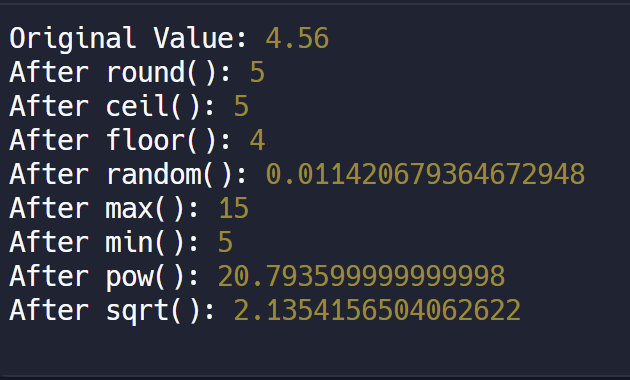 Original Value: 4.56
After round(): 5
After ceil(): 5
After floor(): 4
After random(): 0.011420679364672948
After max(): 15
After min(): 5
After pow(): 20.793599999999998
After sqrt(): 2.1354156504062622